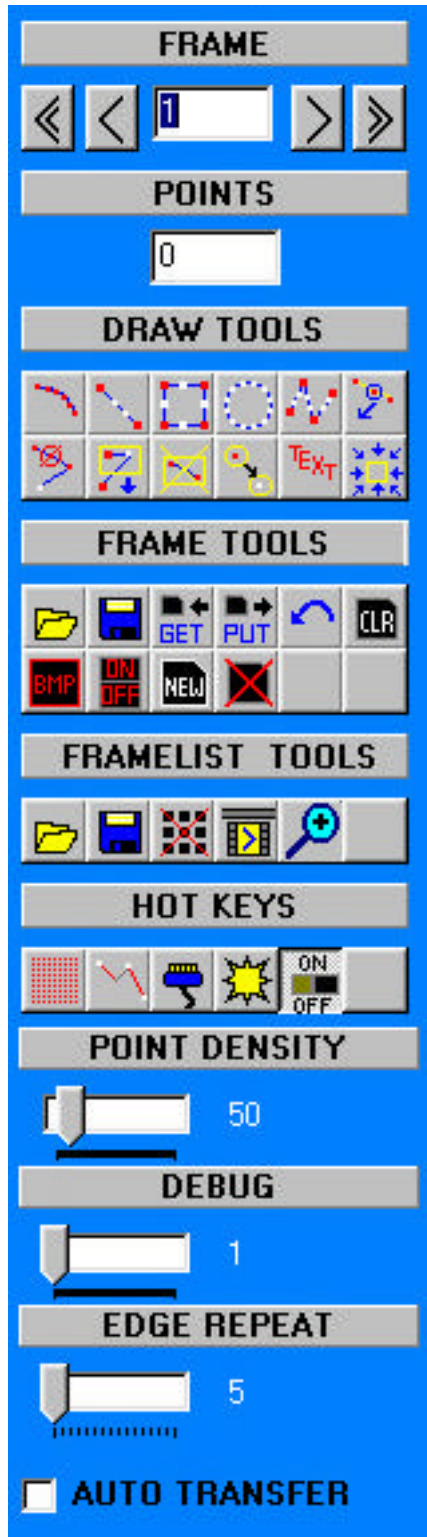 FRAME
1
POINTS
0
DRAW TOOLS
TEXT
FRAME TOOLS
GET PUT CLR
BMP ON OFF NEW
FRAMELIST TOOLS
HOT KEYS
ON
OFF
POINT DENSITY
50
DEBUG
1
EDGE REPEAT
5
AUTO TRANSFER